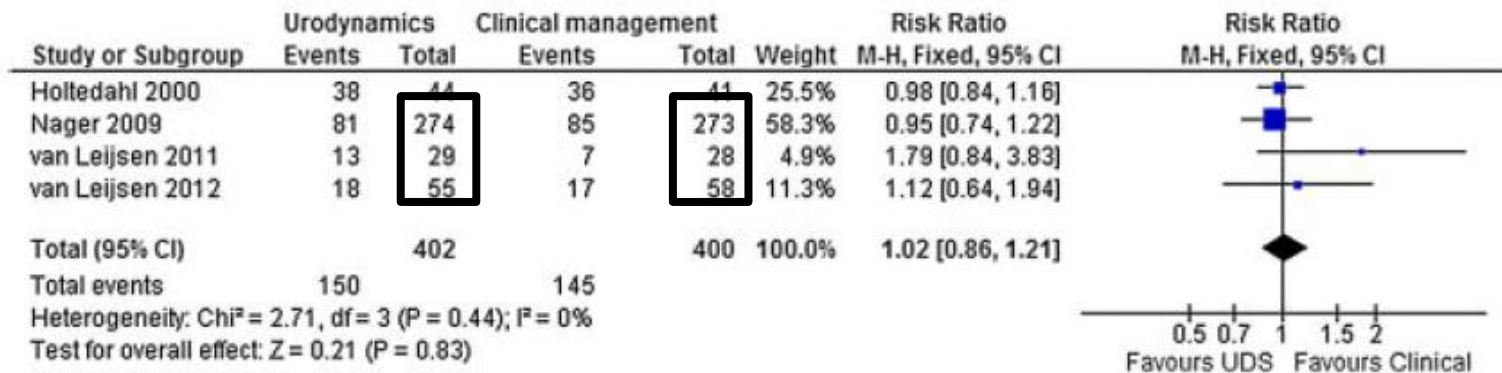 Urodynamics Clinical management Risk Ratio Risk Ratio
Study or Subgroup Events Total Events Total Weight M-H, Fixed, 95% CI M-H, Fixed, 95% CI
Holtedahl 2000 38 44 36 41 25.5% 0.98 [0.84, 1.16]
Nager 2009 81 274 85 273 58.3% 0.95 [0.74, 1.22]
van Leijsen 2011 13 29 7 28 4.9% 1.79 [0.84, 3.83]
van Leijsen 2012 18 55 17 58 11.3% 1.12 [0.64, 1.94]
Total (95% CI) 402 400 100.0% 1.02 [0.86, 1.21]
Total events 150 145
Heterogeneity: Chi² = 2.71, df = 3 (P = 0.44); I² = 0%
Test for overall effect: Z = 0.21 (P = 0.83)
0.5 0.7 1 1.5 2
Favours UDS Favours Clinical